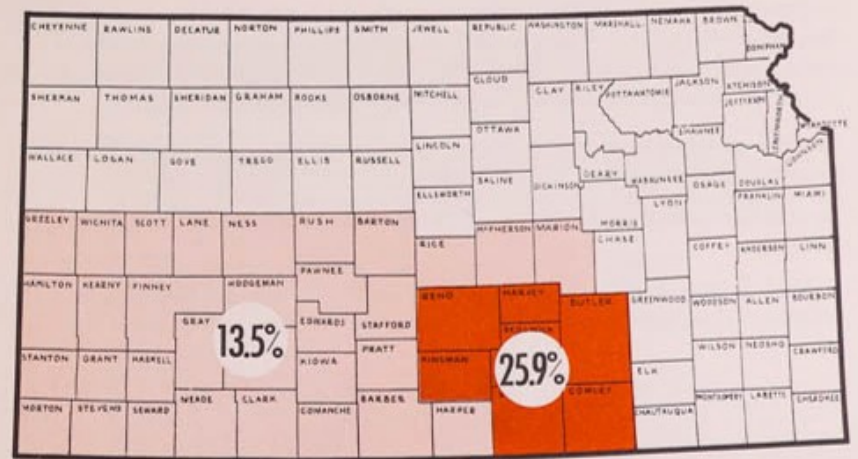 CHEYENNE RAWLINS DECATUR NORTON PHILLIPS SMITH JEWELL REPUBLIC WASHINGTON MARSHALL NEMAHA BROWN DONIPHAN
SHERMAN THOMAS SHERIDAN GRAHAM ROOKS OSBORNE MITCHELL CLOUD CLAY RILEY POTTAWATOMIE JACKSON ATCHISON
JEFFERSON LEAVENWORTH WYANDOTTE
OTTAWA SHAWNEE
WALLACE LOGAN GOVE TREGO ELLIS RUSSELL LINCOLN GEARY WABAUNSEE DOUGLAS JOHNSON
SALINE DICKINSON OSAGE
ELLSWORTH MORRIS LYON FRANKLIN MIAMI
GREELEY WICHITA SCOTT LANE NESS RUSH BARTON RICE McPHERSON MARION CHASE COFFEY ANDERSON LINN
PAWNEE
HAMILTON KEARNY FINNEY HODGEMAN RENO HARVEY BUTLER GREENWOOD WOODSON ALLEN BOURBON
GRAY EDWARDS STAFFORD
13.5% 25.9%
STANTON GRANT HASKELL KIOWA PRATT KINGMAN ELK WILSON NEOSHO CRAWFORD
MORTON STEVENS SEWARD MEADE CLARK COMANCHE BARBER HARPER COWLEY CHAUTAUQUA MONTGOMERY LABETTE CHEROKEE